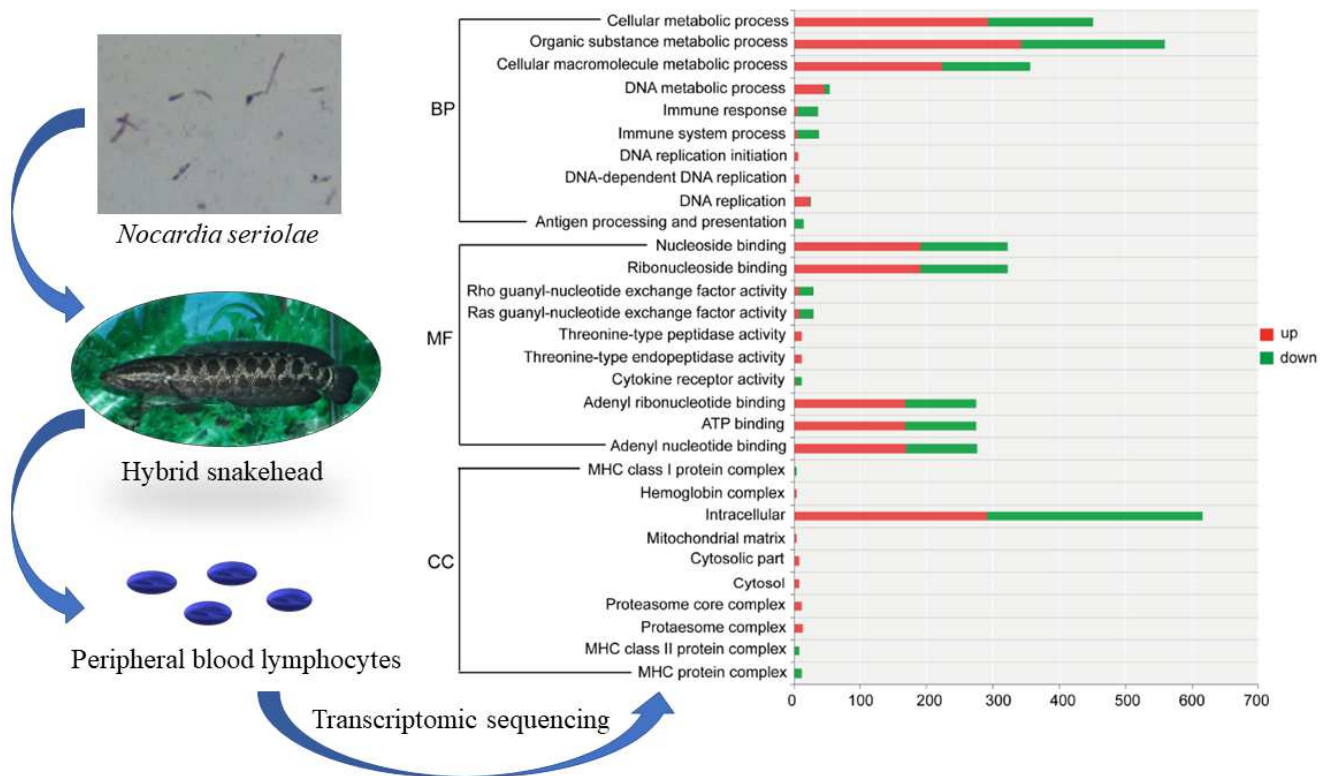 Nocardia seriolae
Hybrid snakehead
Peripheral blood lymphocytes
Transcriptomic sequencing
BP
Cellular metabolic process
Organic substance metabolic process
Cellular macromolecule metabolic process
DNA metabolic process
Immune response
Immune system process
DNA replication initiation
DNA-dependent DNA replication
DNA replication
Antigen processing and presentation
MF
Nucleoside binding
Ribonucleoside binding
Rho guanyl-nucleotide exchange factor activity
Ras guanyl-nucleotide exchange factor activity
Threonine-type peptidase activity
Threonine-type endopeptidase activity
Cytokine receptor activity
Adenyl ribonucleotide binding
ATP binding
Adenyl nucleotide binding
CC
MHC class I protein complex
Hemoglobin complex
Intracellular
Mitochondrial matrix
Cytosolic part
Cytosol
Proteasome core complex
Protaesome complex
MHC class II protein complex
MHC protein complex
0 100 200 300 400 500 600 700
up
down